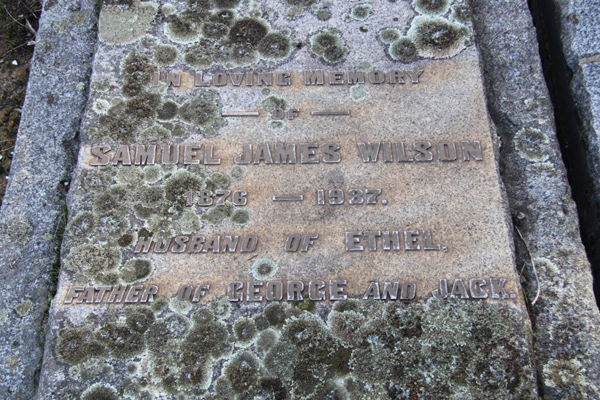 IN LOVING MEMORY
— OF —
SAMUEL JAMES WILSON
1876 — 1937.
HUSBAND OF ETHEL,
FATHER OF GEORGE AND JACK.